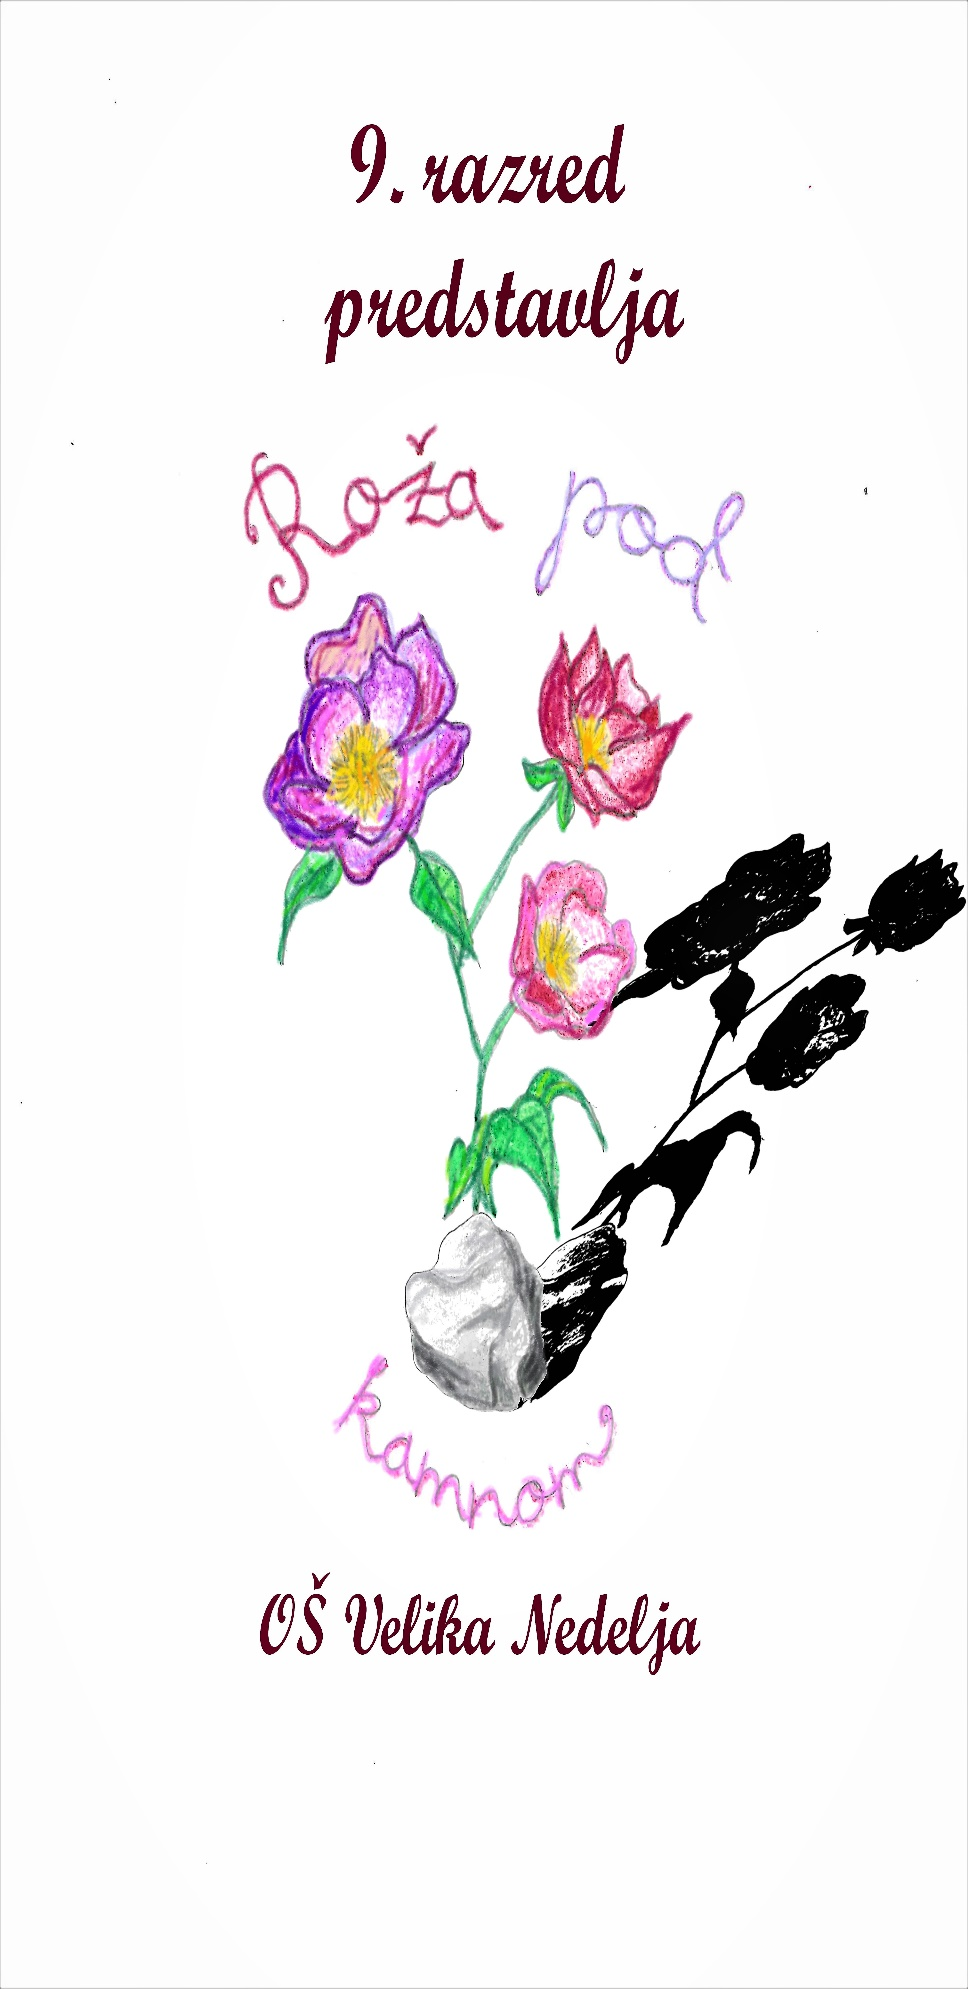 9. razred
predstavlja
Roža pod
kamnom
OŠ Velika Nedelja